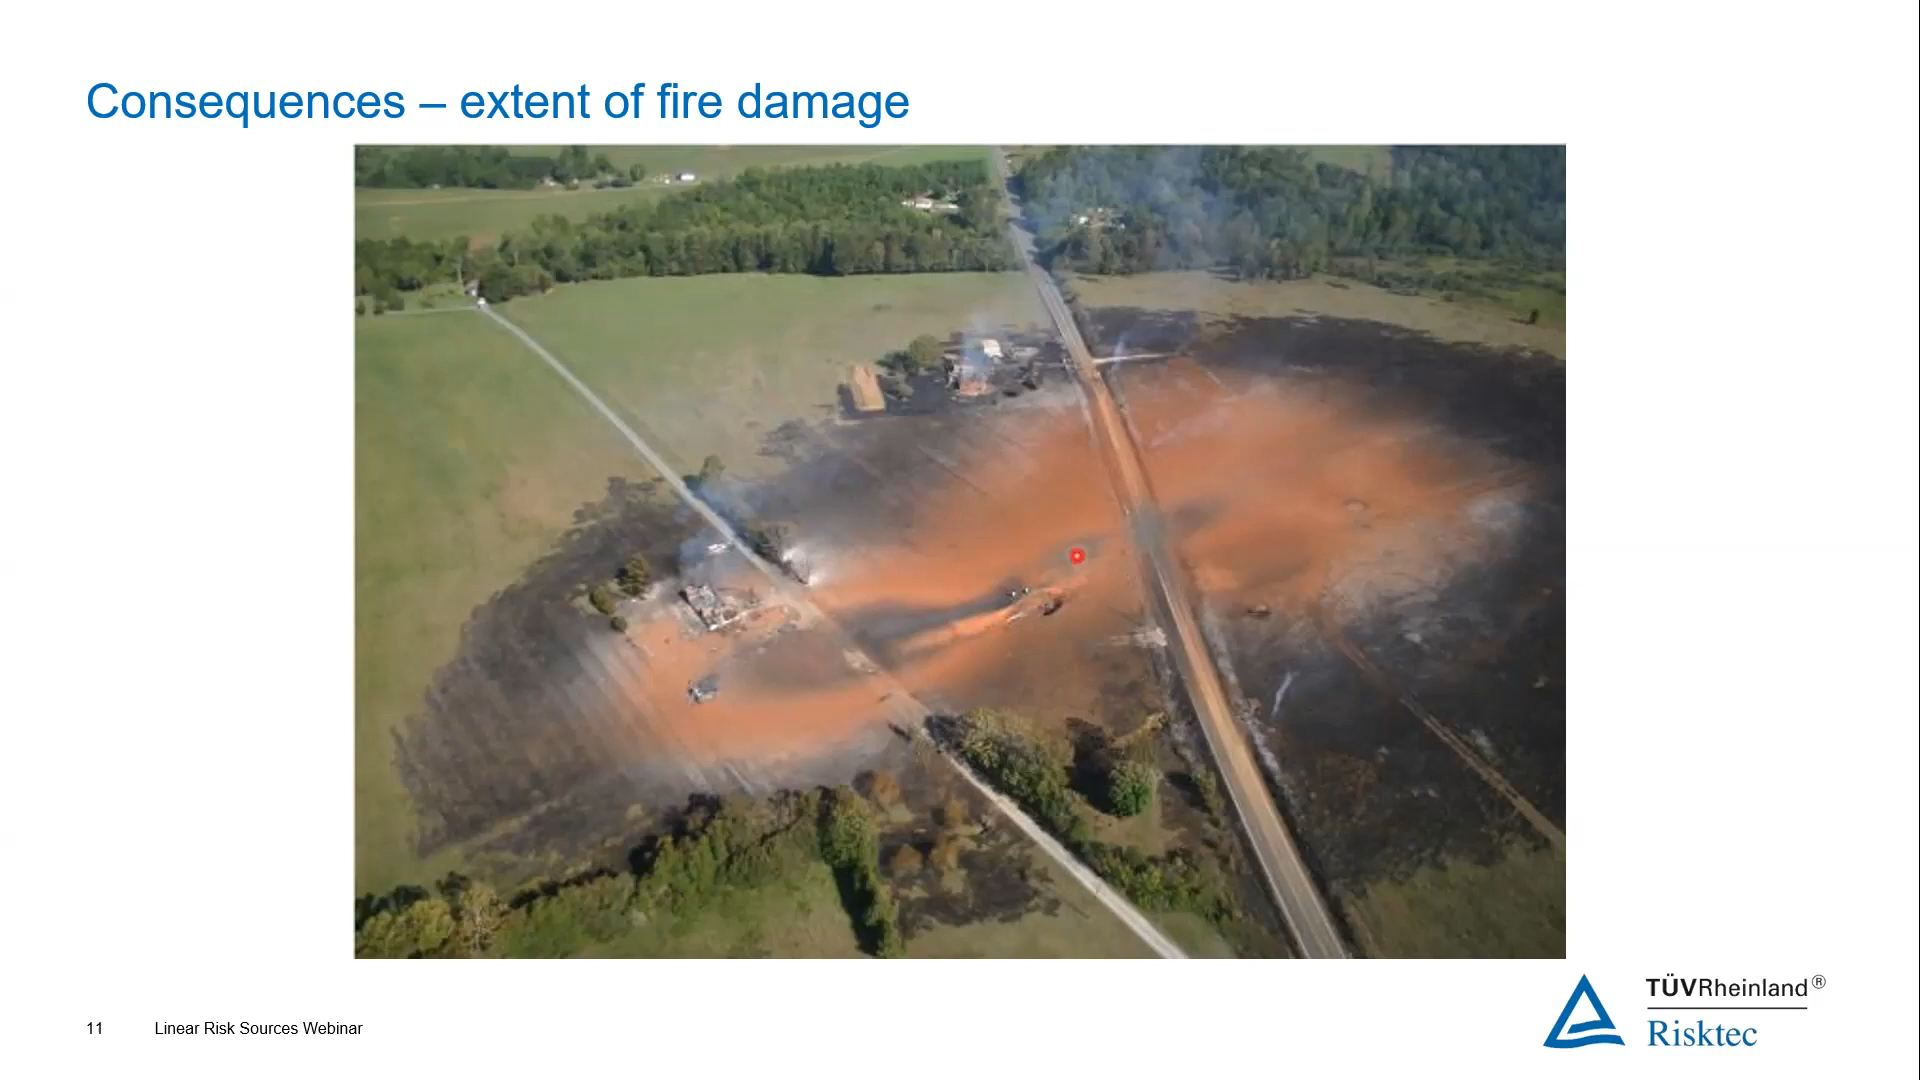 Consequences – extent of fire damage
TÜVRheinland®
Risktec
11 Linear Risk Sources Webinar